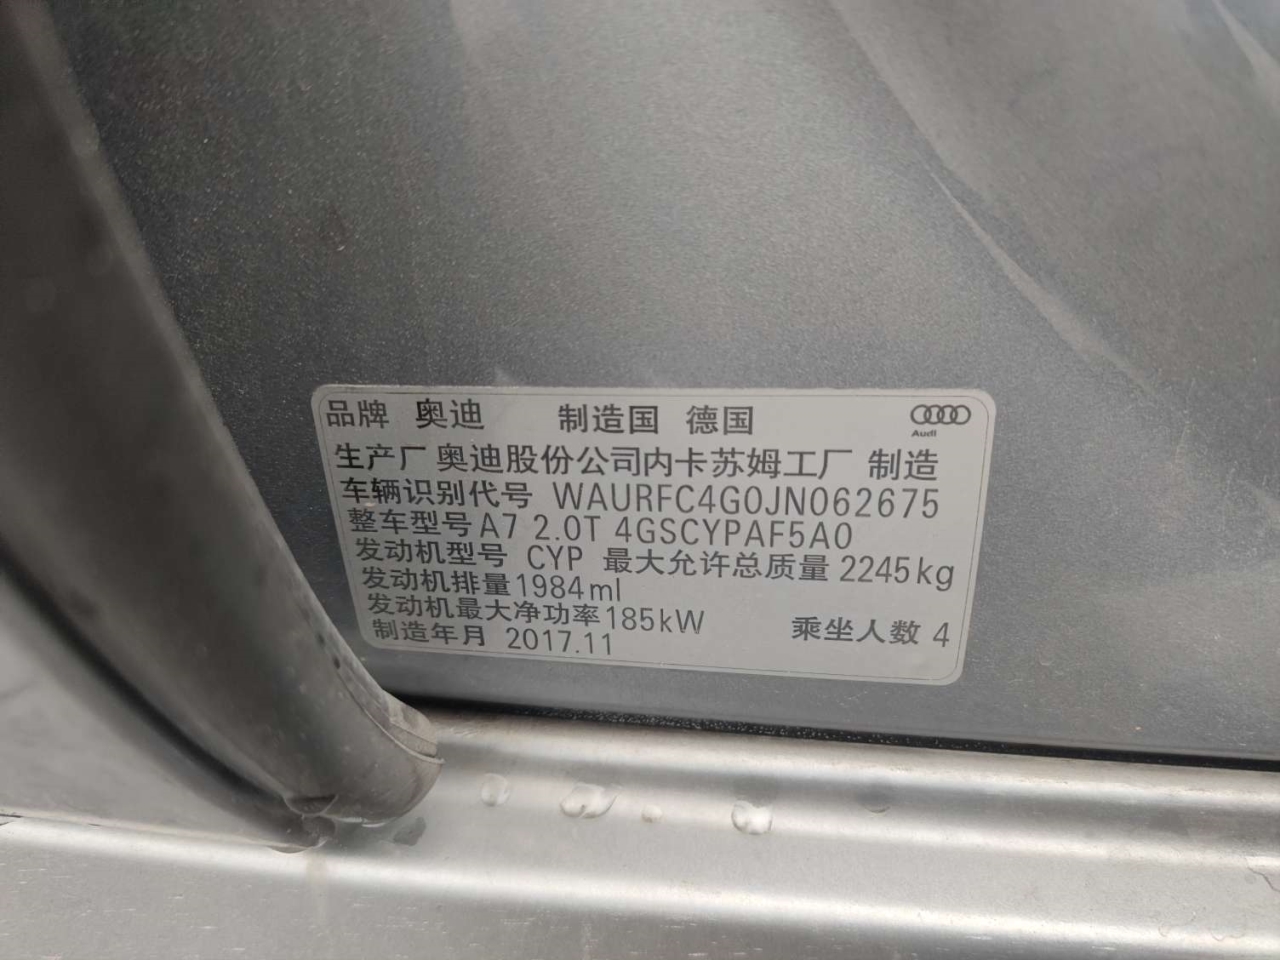 品牌 奥迪 制造国 德国
Audi
生产厂 奥迪股份公司内卡苏姆工厂 制造
车辆识别代号 WAURFC4G0JN062675
整车型号 A7 2.0T 4GSCYPAF5A0
发动机型号 CYP 最大允许总质量 2245kg
发动机排量 1984ml
发动机最大净功率 185kW 乘坐人数 4
制造年月 2017.11